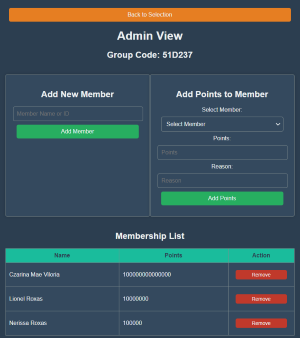 Back to Selection
Admin View
Group Code: 51D237
Add New Member
Member Name or ID
Add Member
Add Points to Member
Select Member:
Select Member
Points:
Points
Reason:
Reason
Add Points
Membership List
Name Points Action
Czarina Mae Viloria 100000000000000 Remove
Lionel Roxas 10000000 Remove
Nerissa Roxas 100000 Remove